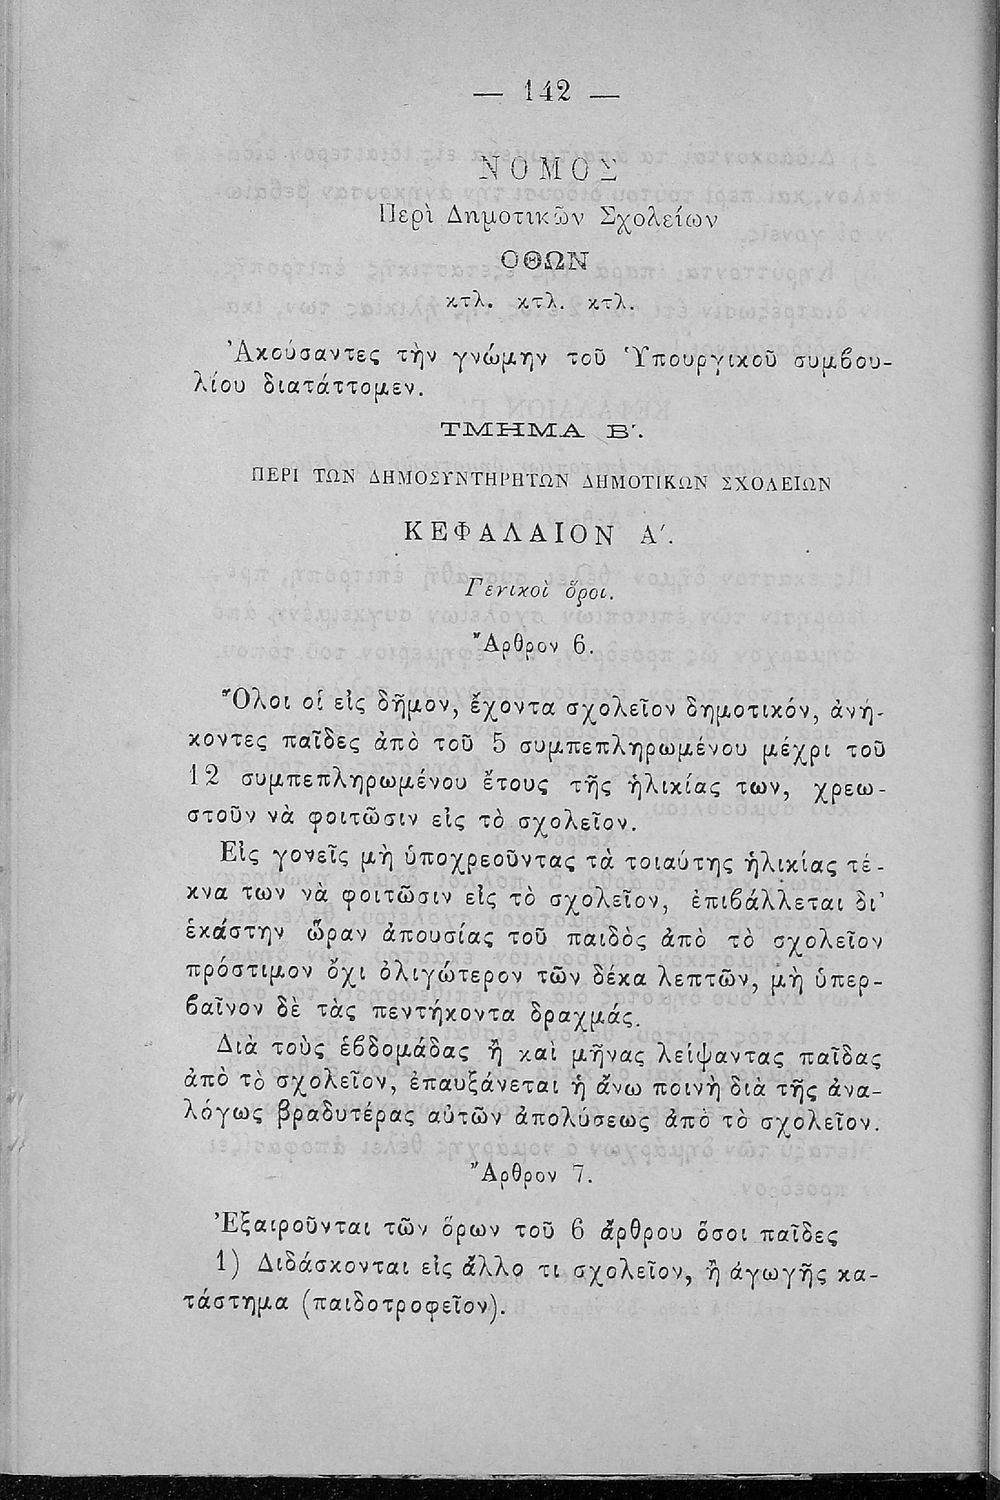 — 142 —
ΝΟΜΟΣ
Περὶ Δημοτικῶν Σχολείων
ΟΘΩΝ
κτλ. κτλ. κτλ.
Ἀκούσαντες τὴν γνώμην τοῦ Ὑπουργικοῦ συμβου-
λίου διατάττομεν.
ΤΜΗΜΑ Β΄.
ΠΕΡΙ ΤΩΝ ΔΗΜΟΣΥΝΤΗΡΗΤΩΝ ΔΗΜΟΤΙΚΩΝ ΣΧΟΛΕΙΩΝ
ΚΕΦΑΛΑΙΟΝ Α΄.
Γενικοὶ ὅροι.
Ἄρθρον 6.
Ὅλοι οἱ εἰς δῆμον, ἔχοντα σχολεῖον δημοτικόν, ἀνή-
κοντες παῖδες ἀπὸ τοῦ 5 συμπεπληρωμένου μέχρι τοῦ
12 συμπεπληρωμένου ἔτους τῆς ἡλικίας των, χρεω-
στοῦν νὰ φοιτῶσιν εἰς τὸ σχολεῖον.
Εἰς γονεῖς μὴ ὑποχρεοῦντας τὰ τοιαύτης ἡλικίας τέ-
κνα των νὰ φοιτῶσιν εἰς τὸ σχολεῖον, ἐπιβάλλεται δι᾽
ἑκάστην ὥραν ἀπουσίας τοῦ παιδὸς ἀπὸ τὸ σχολεῖον
πρόστιμον ὄχι ὀλιγώτερον τῶν δέκα λεπτῶν, μὴ ὑπερ-
βαῖνον δὲ τὰς πεντήκοντα δραχμάς.
Διὰ τοὺς ἑβδομάδας ἢ καὶ μῆνας λείψαντας παῖδας
ἀπὸ τὸ σχολεῖον, ἐπαυξάνεται ἡ ἄνω ποινὴ διὰ τῆς ἀνα-
λόγως βραδυτέρας αὐτῶν ἀπολύσεως ἀπὸ τὸ σχολεῖον.
Ἄρθρον 7.
Ἐξαιροῦνται τῶν ὅρων τοῦ 6 ἄρθρου ὅσοι παῖδες
1) Διδάσκονται εἰς ἄλλο τι σχολεῖον, ἢ ἀγωγῆς κα-
τάστημα (παιδοτροφεῖον).